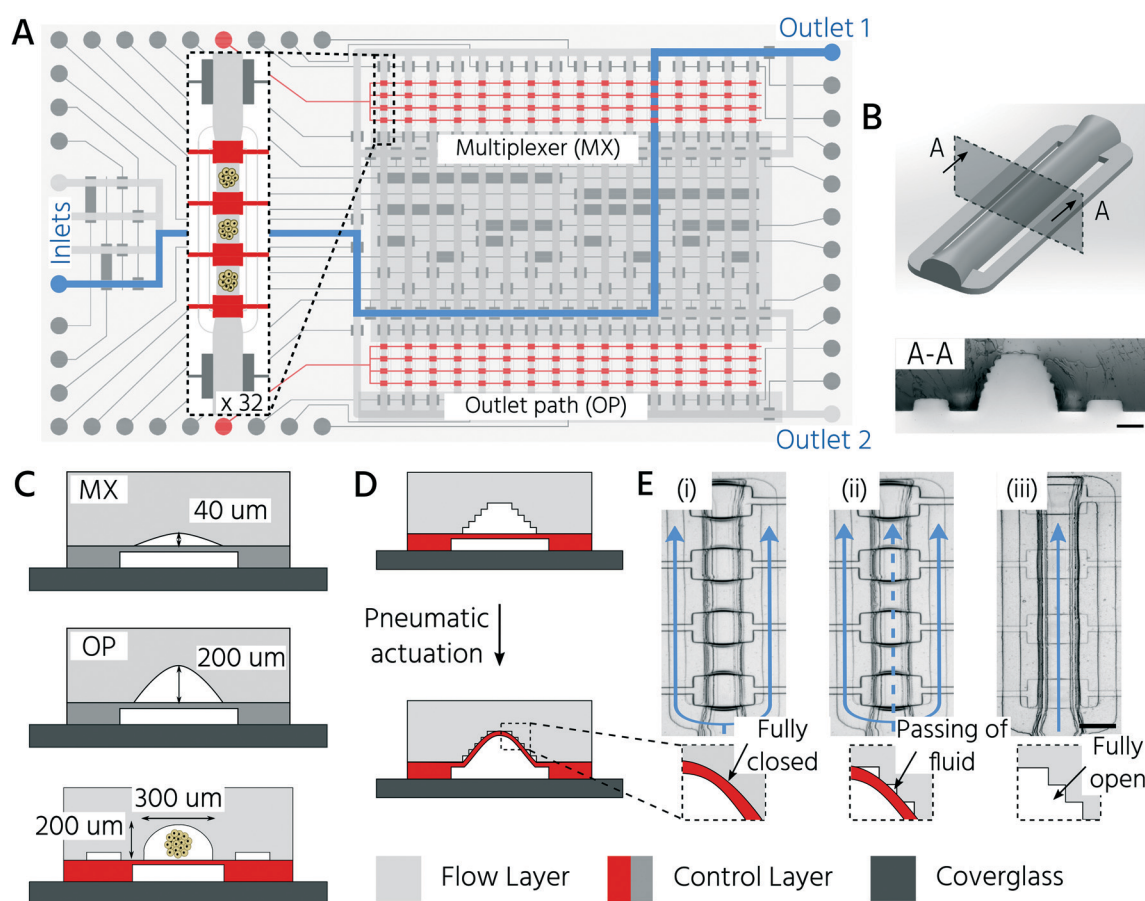 A
Outlet 1
Inlets
Multiplexer (MX)
x 32
Outlet path (OP)
Outlet 2
B
A
A
A-A
C
MX
40 um
OP
200 um
300 um
200 um
D
Pneumatic
actuation
E
(i)
(ii)
(iii)
Fully
closed
Passing of
fluid
Fully
open
Flow Layer
Control Layer
Coverglass